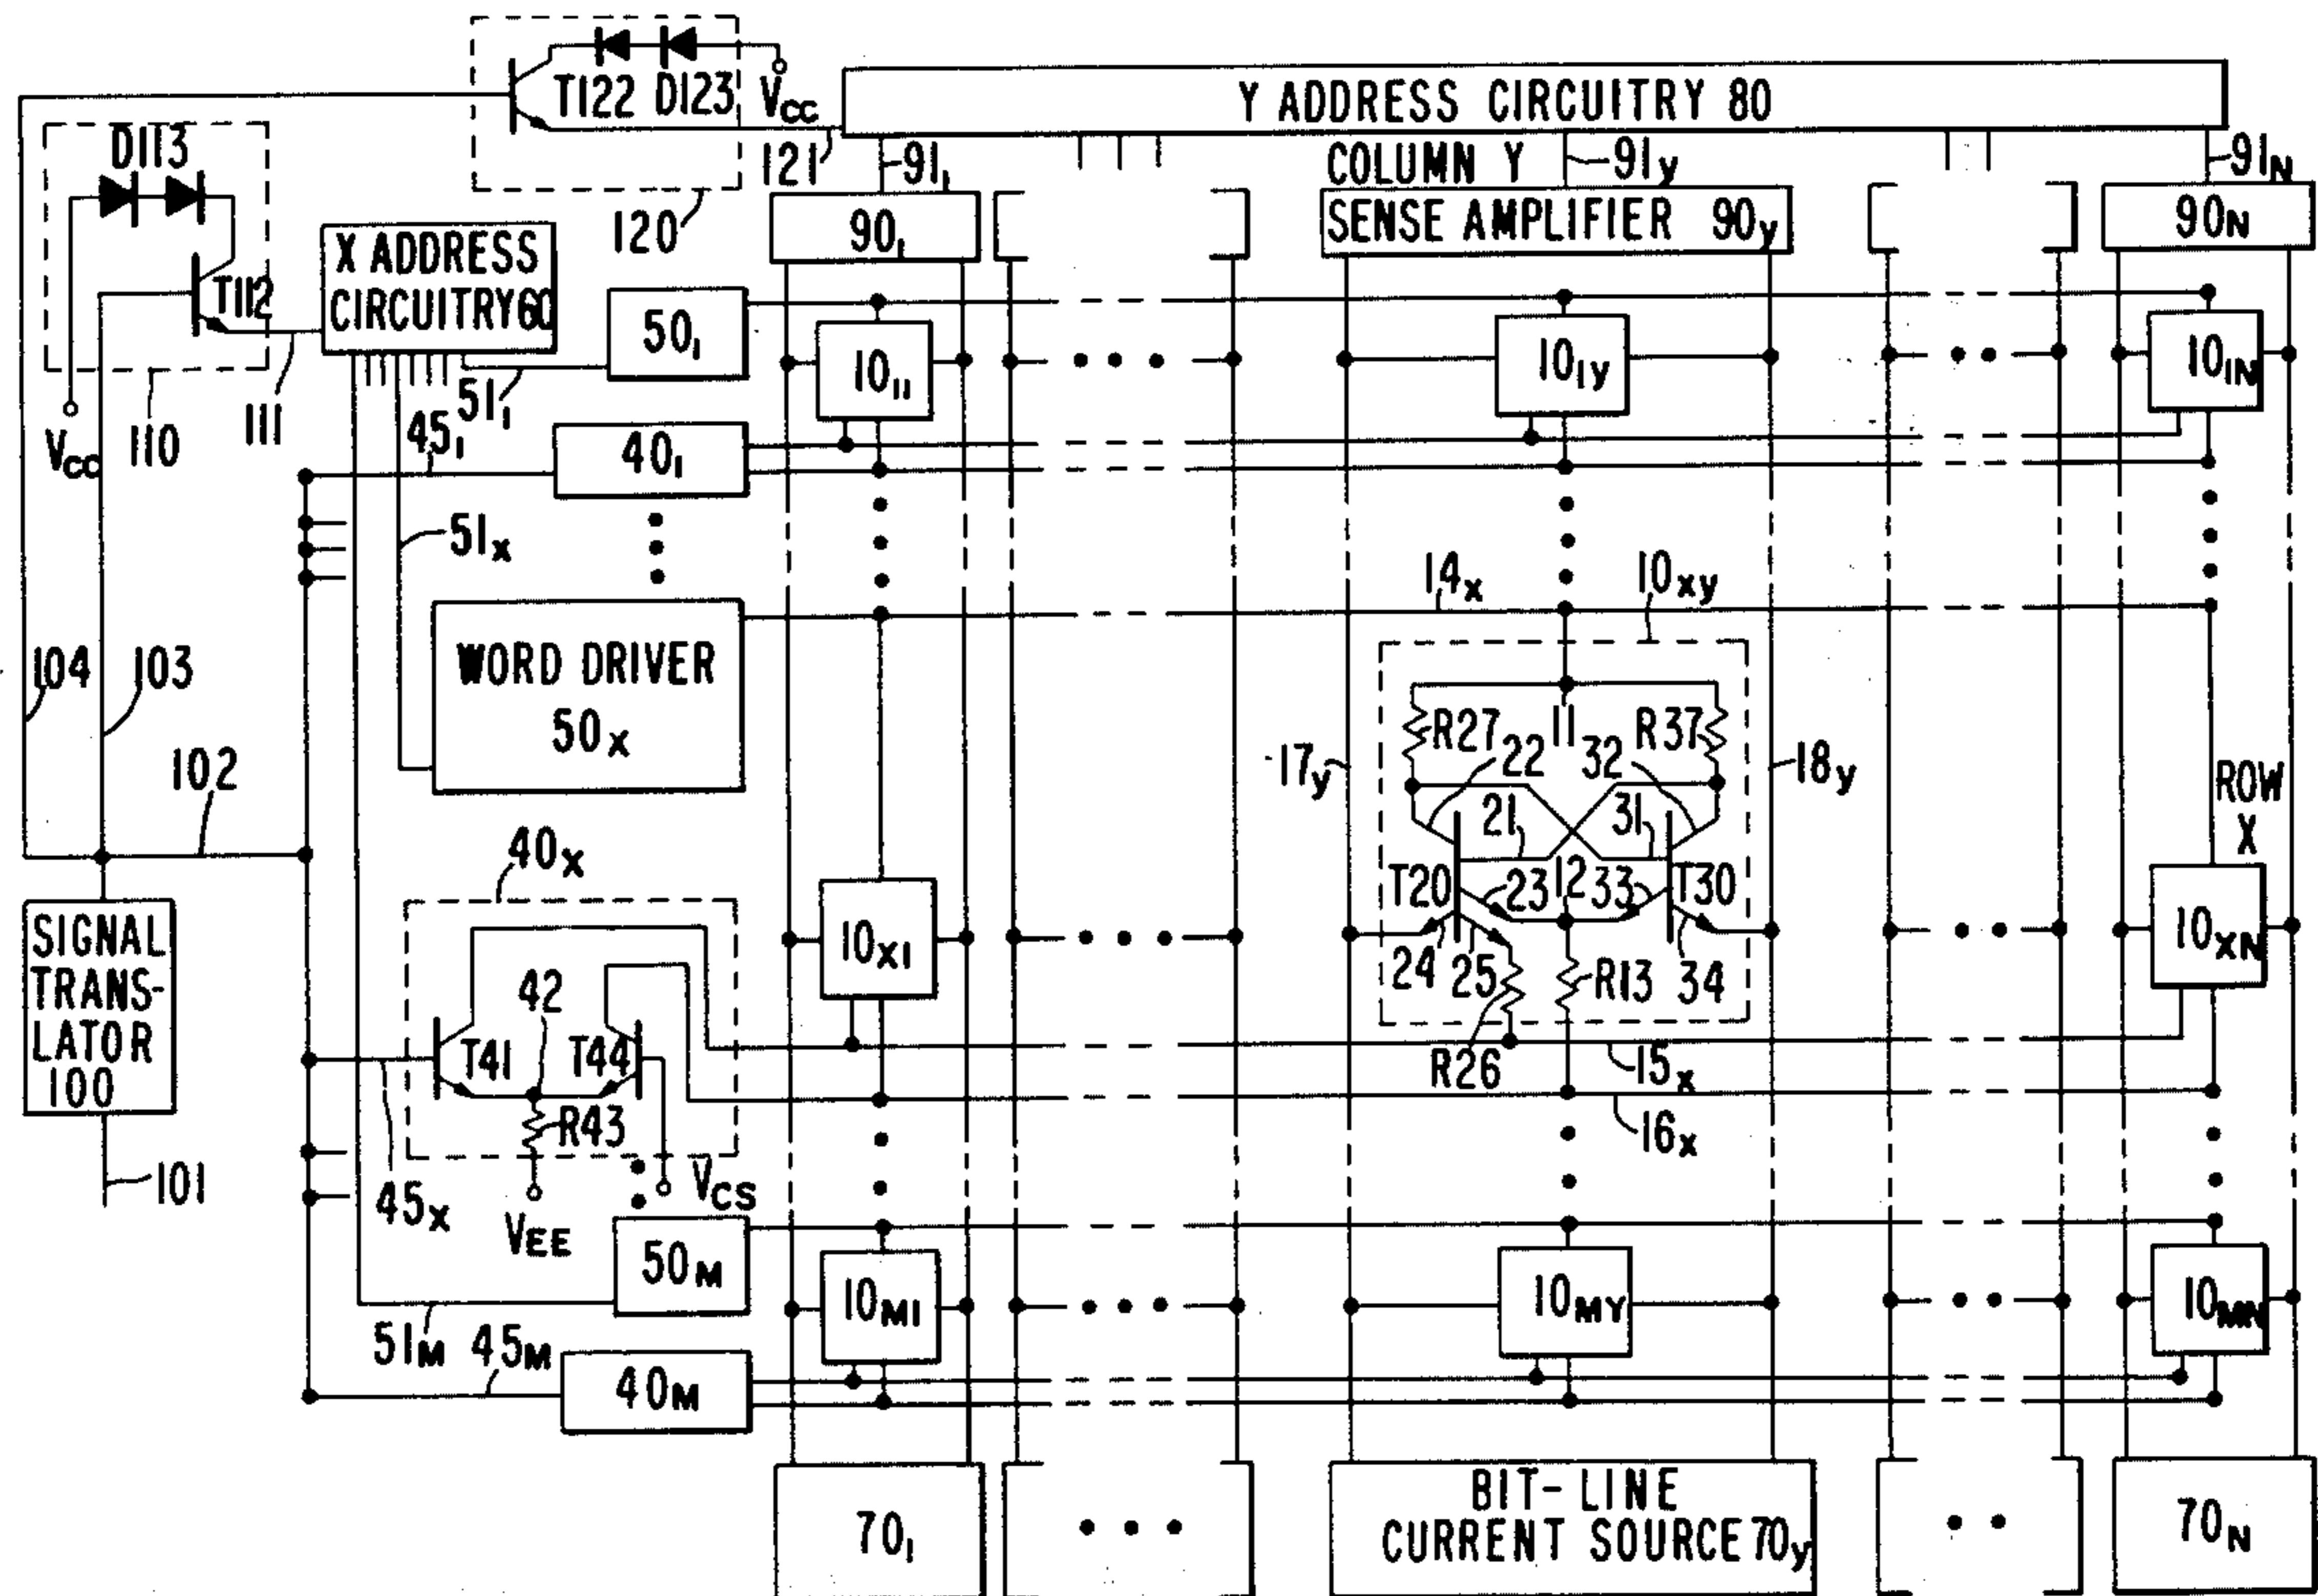 T122 D123 VCC
Y ADDRESS CIRCUITRY 80
D113
121
91₁
COLUMN Y
91y
91N
120
X ADDRESS
CIRCUITRY 60
T112
90₁
SENSE AMPLIFIER 90y
90N
50₁
10₁₁
10₁y
10₁N
VCC
110
111
51₁
45₁
40₁
51x
14x
10xy
104
103
WORD DRIVER
50x
R27
11
R37
22
32
17y
18y
102
21
31
ROW
X
40x
T20
23
12
33
T30
SIGNAL
TRANS-
LATOR
100
10X1
10XN
24
25
R13
34
42
T41
T44
R26
15x
R43
16x
101
45x
VCS
VEE
50M
10M1
10MY
10MN
51M
45M
40M
70₁
BIT-LINE
CURRENT SOURCE 70y
70N